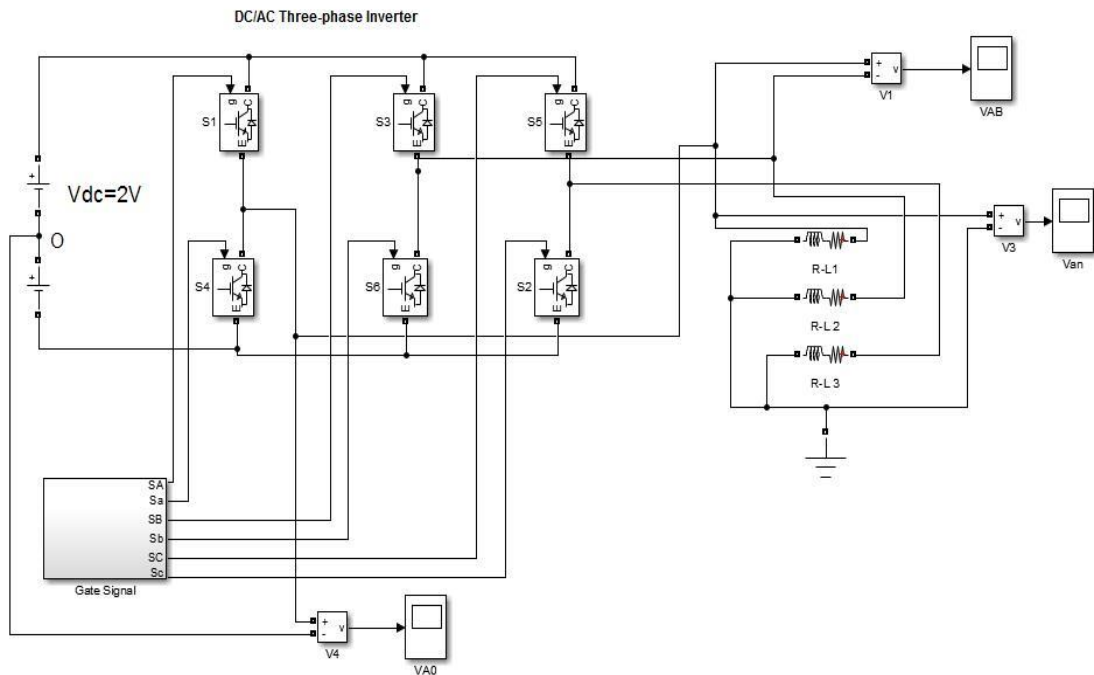 DC/AC Three-phase Inverter
g
C
E
S1
g
C
E
S3
g
C
E
S5
+
-
v
V1
VAB
+
Vdc=2V
O
+
g
C
E
S4
g
C
E
S6
g
C
E
S2
+
-
v
V3
Van
R-L1
R-L 2
R-L 3
SA
Sa
SB
Sb
SC
Sc
Gate Signal
+
-
v
V4
VA0